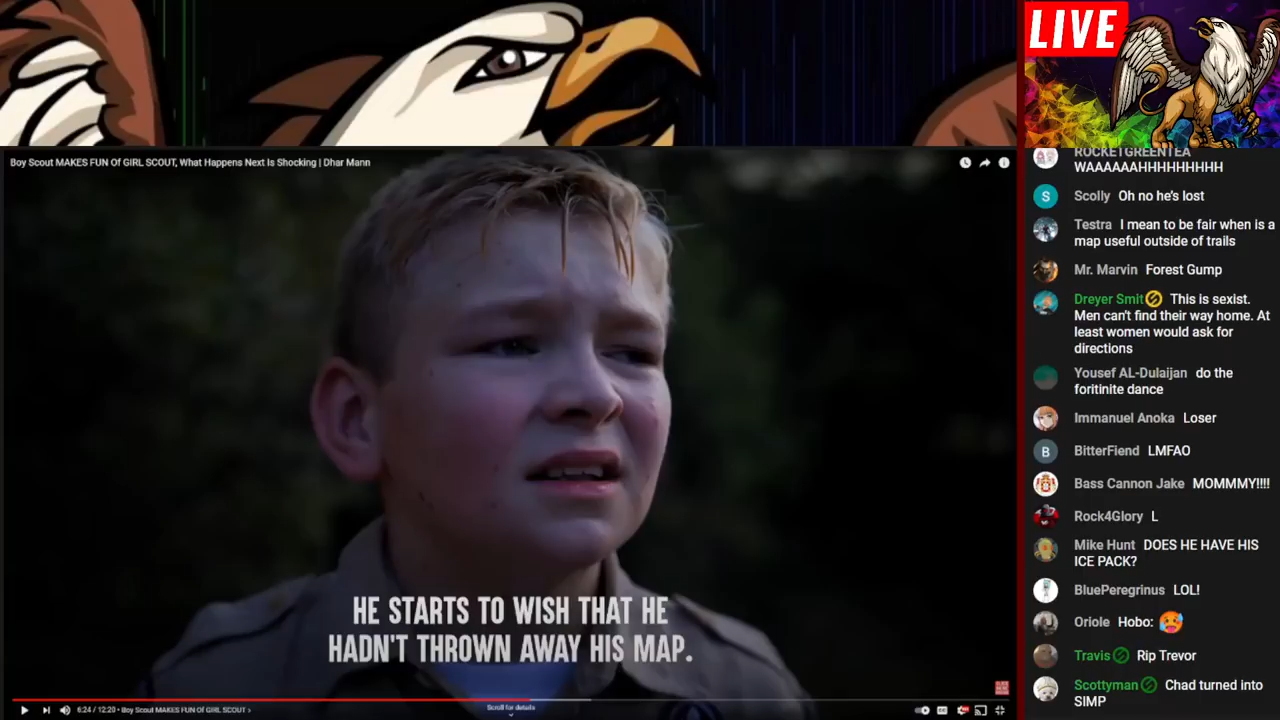 LIVE
Boy Scout MAKES FUN Of GIRL SCOUT, What Happens Next Is Shocking | Dhar Mann
HE STARTS TO WISH THAT HE
HADN'T THROWN AWAY HIS MAP.
6:24 / 12:20 • Boy Scout MAKES FUN Of GIRL SCOUT >
Scroll for details
ROCKETGREENTEA
WAAAAAAHHHHHHHHH
S Scolly Oh no he's lost
Testra I mean to be fair when is a
map useful outside of trails
Mr. Marvin Forest Gump
Dreyer Smit This is sexist.
Men can't find their way home. At
least women would ask for
directions
Yousef AL-Dulaijan do the
foritinite dance
Immanuel Anoka Loser
B BitterFiend LMFAO
Bass Cannon Jake MOMMMY!!!!
Rock4Glory L
Mike Hunt DOES HE HAVE HIS
ICE PACK?
BluePeregrinus LOL!
Oriole Hobo: 🥵
Travis Rip Trevor
Scottyman Chad turned into
SIMP